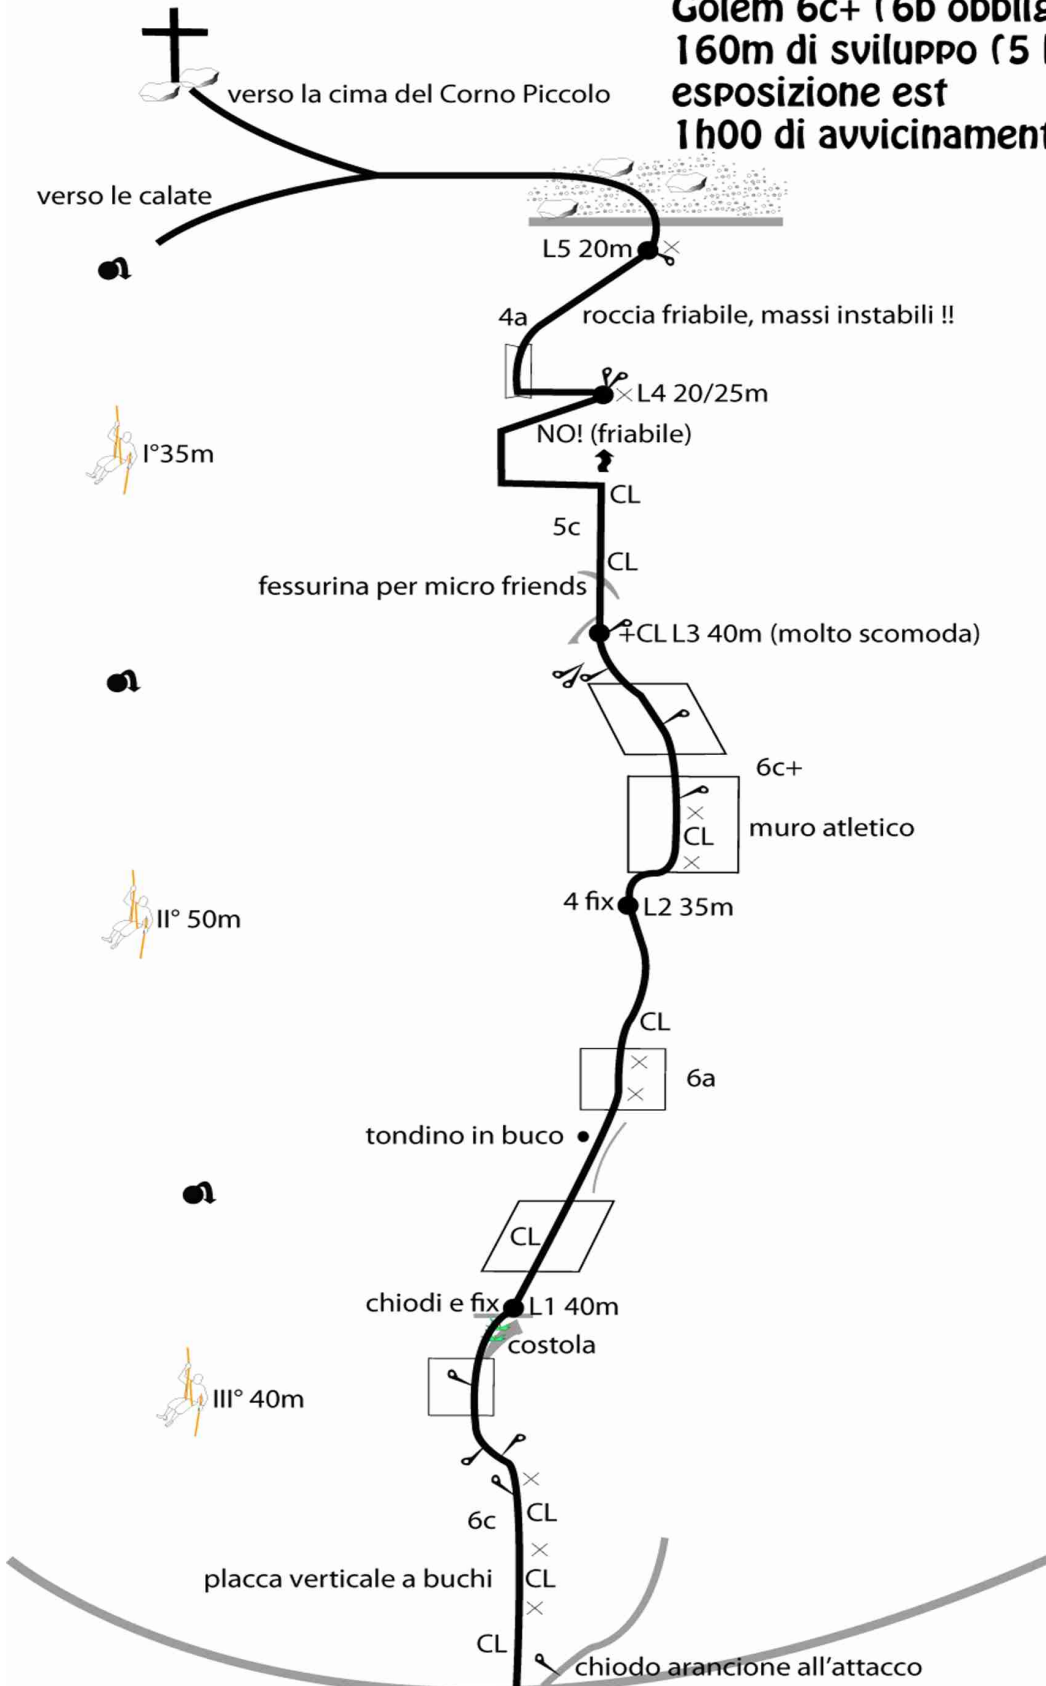 Golem 6c+ (6b
160m di sviluppo (5
esposizione est
1h00 di
verso la cima del Corno Piccolo
verso le calate
L5 20m
4a
roccia friabile, massi instabili !!
L4 20/25m
NO! (friabile)
I°35m
CL
5c
CL
fessurina per micro friends
+CL L3 40m (molto scomoda)
6c+
CL
muro atletico
4 fix
L2 35m
II° 50m
CL
6a
tondino in buco
CL
chiodi e fix
L1 40m
costola
III° 40m
CL
6c
placca verticale a buchi
CL
CL
chiodo arancione all'attacco